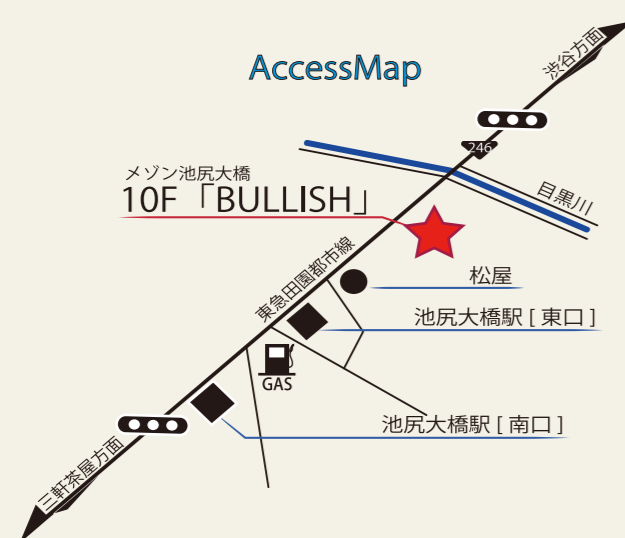 AccessMap
渋谷方面
246
メゾン池尻大橋
10F「BULLISH」
目黒川
東急田園都市線
松屋
池尻大橋駅 [ 東口 ]
GAS
池尻大橋駅 [ 南口 ]
三軒茶屋方面